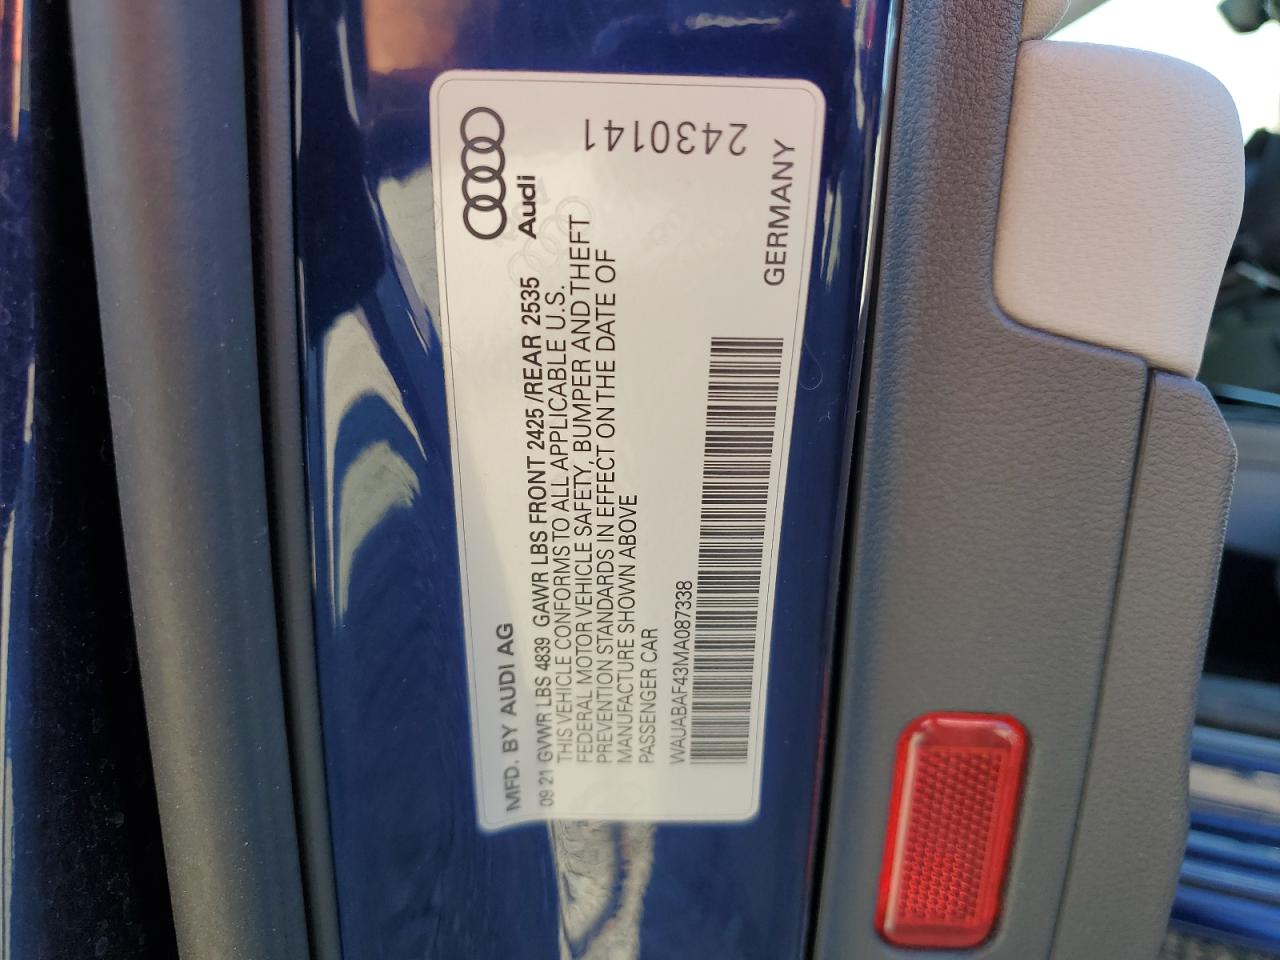 Audi
MFD. BY AUDI AG
09 21 GVWR LBS 4839 GAWR LBS FRONT 2425 /REAR 2535
THIS VEHICLE CONFORMS TO ALL APPLICABLE U.S.
FEDERAL MOTOR VEHICLE SAFETY, BUMPER AND THEFT
PREVENTION STANDARDS IN EFFECT ON THE DATE OF
MANUFACTURE SHOWN ABOVE
PASSENGER CAR
WAUABAF43MA087338
GERMANY
2430141